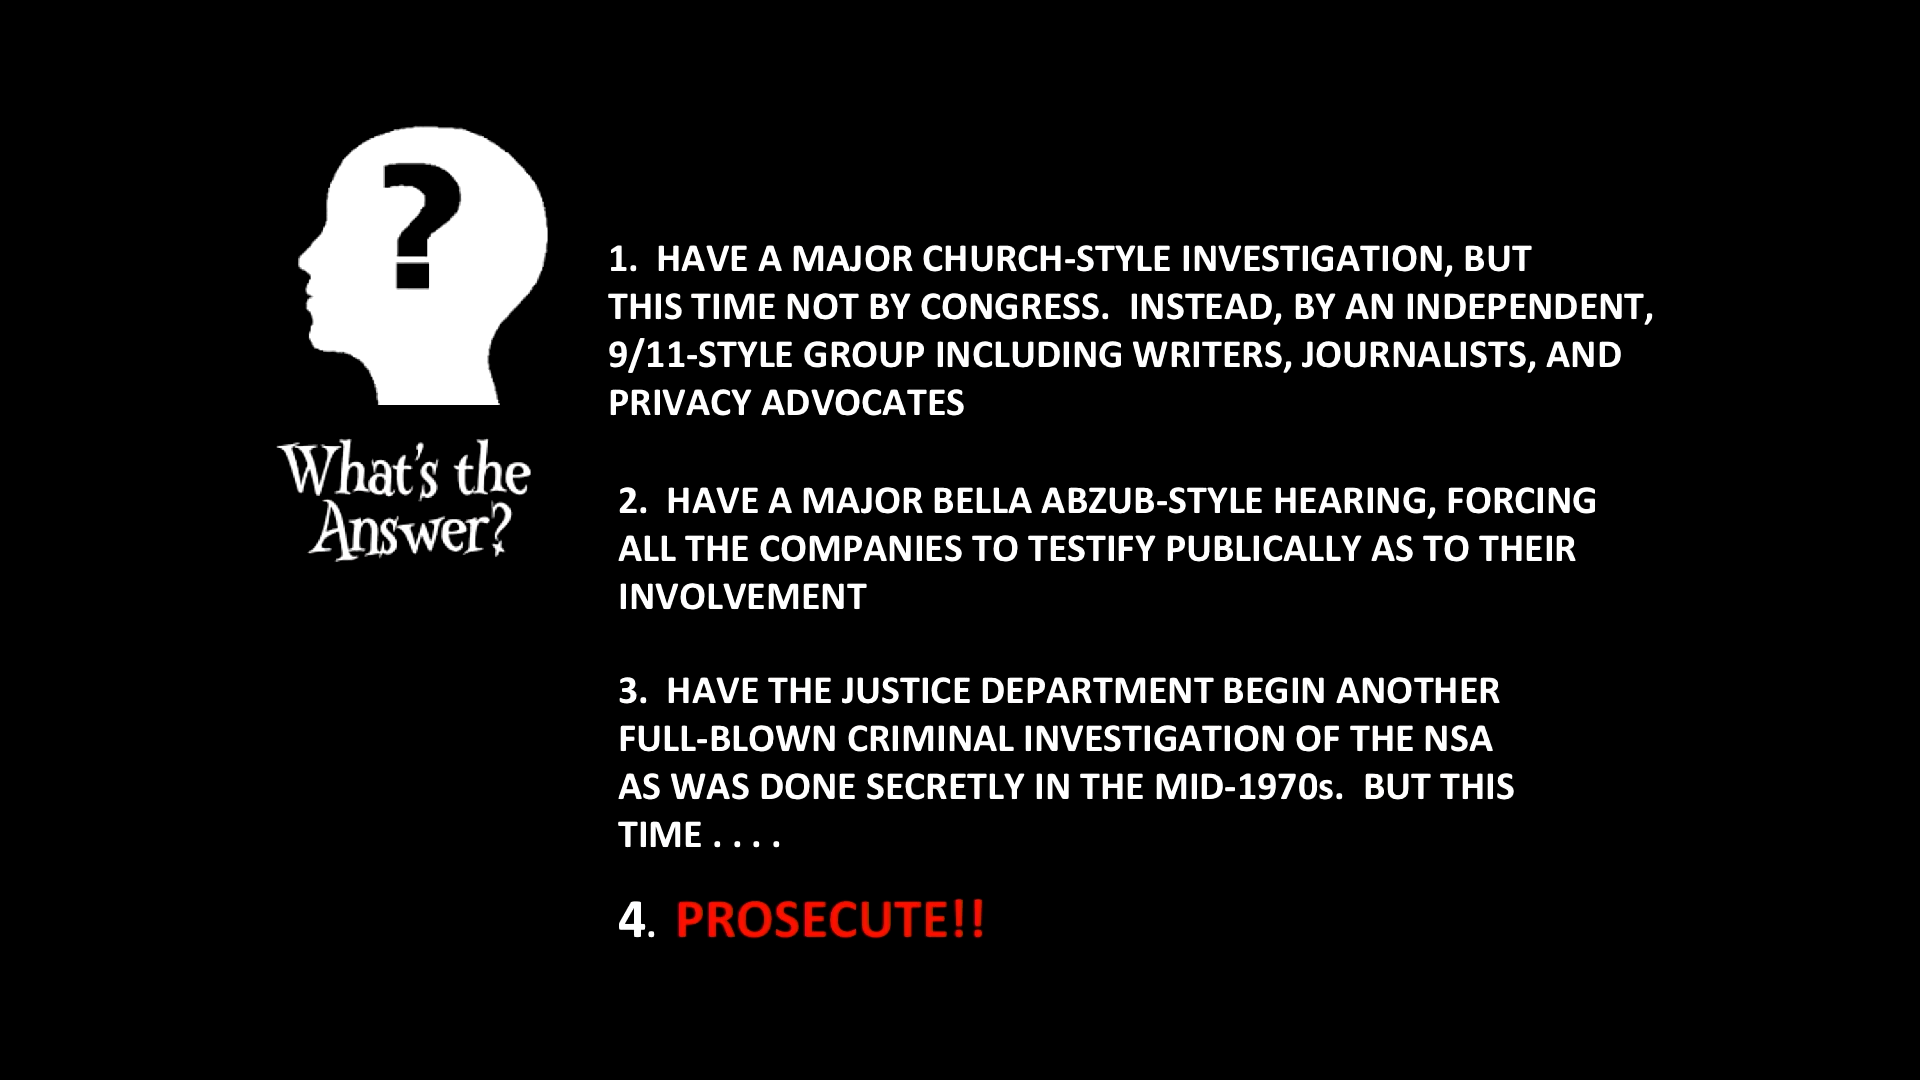 ?
What's the
Answer?
1.  HAVE A MAJOR CHURCH-STYLE INVESTIGATION, BUT
THIS TIME NOT BY CONGRESS.  INSTEAD, BY AN INDEPENDENT,
9/11-STYLE GROUP INCLUDING WRITERS, JOURNALISTS, AND
PRIVACY ADVOCATES
2.  HAVE A MAJOR BELLA ABZUB-STYLE HEARING, FORCING
ALL THE COMPANIES TO TESTIFY PUBLICALLY AS TO THEIR
INVOLVEMENT
3.  HAVE THE JUSTICE DEPARTMENT BEGIN ANOTHER
FULL-BLOWN CRIMINAL INVESTIGATION OF THE NSA
AS WAS DONE SECRETLY IN THE MID-1970s.  BUT THIS
TIME . . . .
4.  PROSECUTE!!